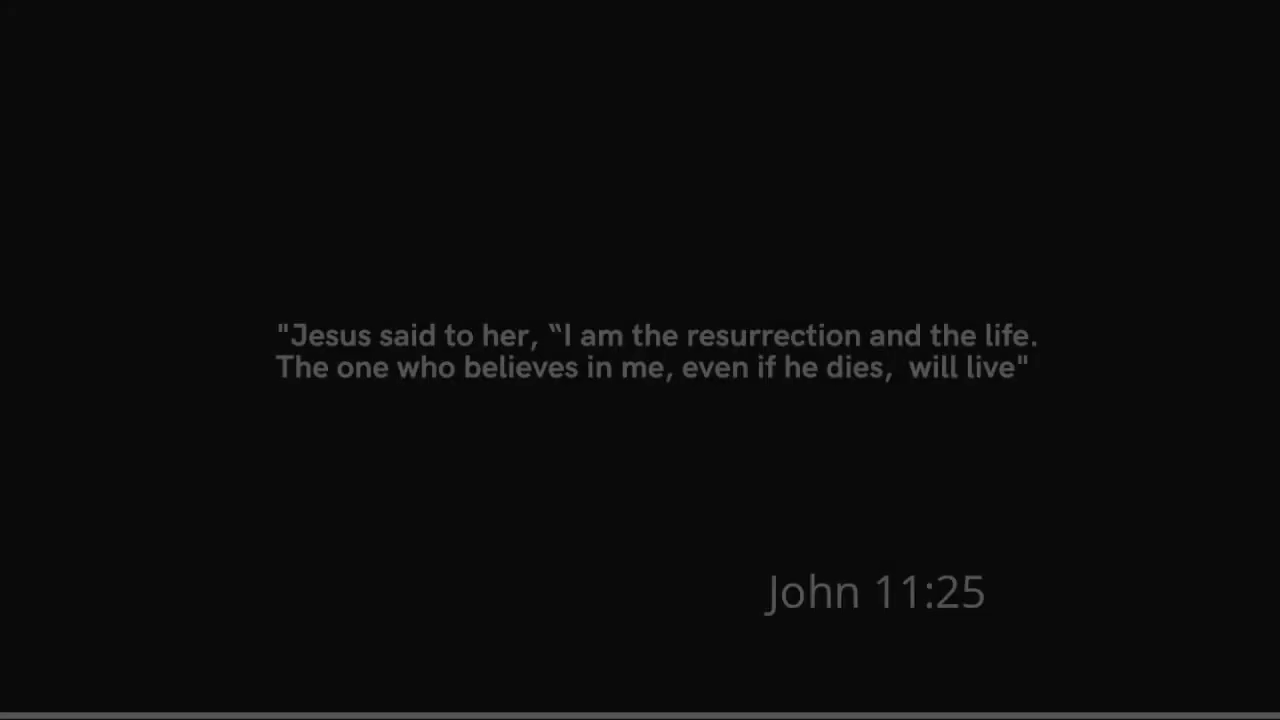 "Jesus said to her, “I am the resurrection and the life.
The one who believes in me, even if he dies,  will live"
John 11:25